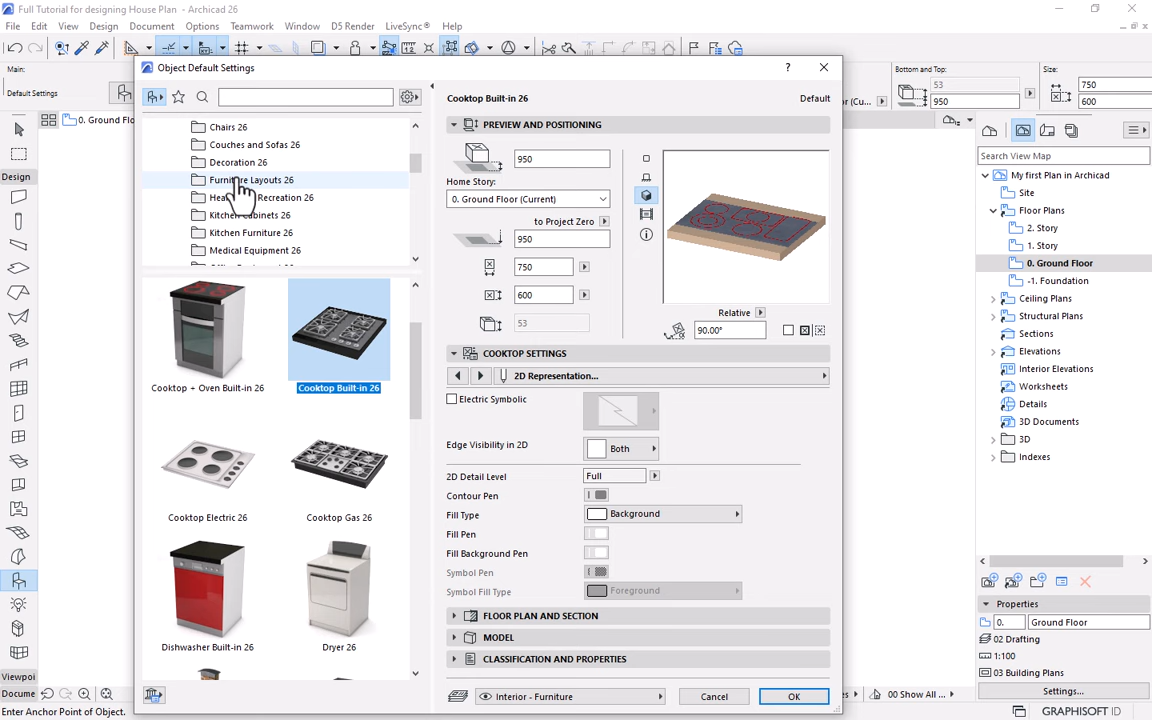 Full Tutorial for designing House Plan - Archicad 26
File Edit View Design Document Options Teamwork Window D5 Render LiveSync® Help
Main:
Default Settings
Bottom and Top:
53
950
Size:
750
600
0. Ground Flo
Object Default Settings
?
Chairs 26
Couches and Sofas 26
Decoration 26
Furniture Layouts 26
Recreation 26
Kitchen Cabinets 26
Kitchen Furniture 26
Medical Equipment 26
Cooktop + Oven Built-in 26
Cooktop Built-in 26
Cooktop Electric 26
Cooktop Gas 26
Dishwasher Built-in 26
Dryer 26
Cooktop Built-in 26
Default
PREVIEW AND POSITIONING
950
Home Story:
0. Ground Floor (Current)
to Project Zero
950
750
600
53
Relative
90.00°
COOKTOP SETTINGS
2D Representation...
Electric Symbolic
Edge Visibility in 2D
Both
2D Detail Level
Full
Contour Pen
Fill Type
Background
Fill Pen
Fill Background Pen
Symbol Pen
Symbol Fill Type
Foreground
FLOOR PLAN AND SECTION
MODEL
CLASSIFICATION AND PROPERTIES
Interior - Furniture
Cancel
OK
Design
Viewpoi
Docume
Enter Anchor Point of Object.
Search View Map
My first Plan in Archicad
Site
Floor Plans
2. Story
1. Story
0. Ground Floor
-1. Foundation
Ceiling Plans
Structural Plans
Sections
Elevations
Interior Elevations
Worksheets
Details
3D Documents
3D
Indexes
Properties
0.
Ground Floor
02 Drafting
1:100
03 Building Plans
Settings...
00 Show All ...
GRAPHISOFT ID